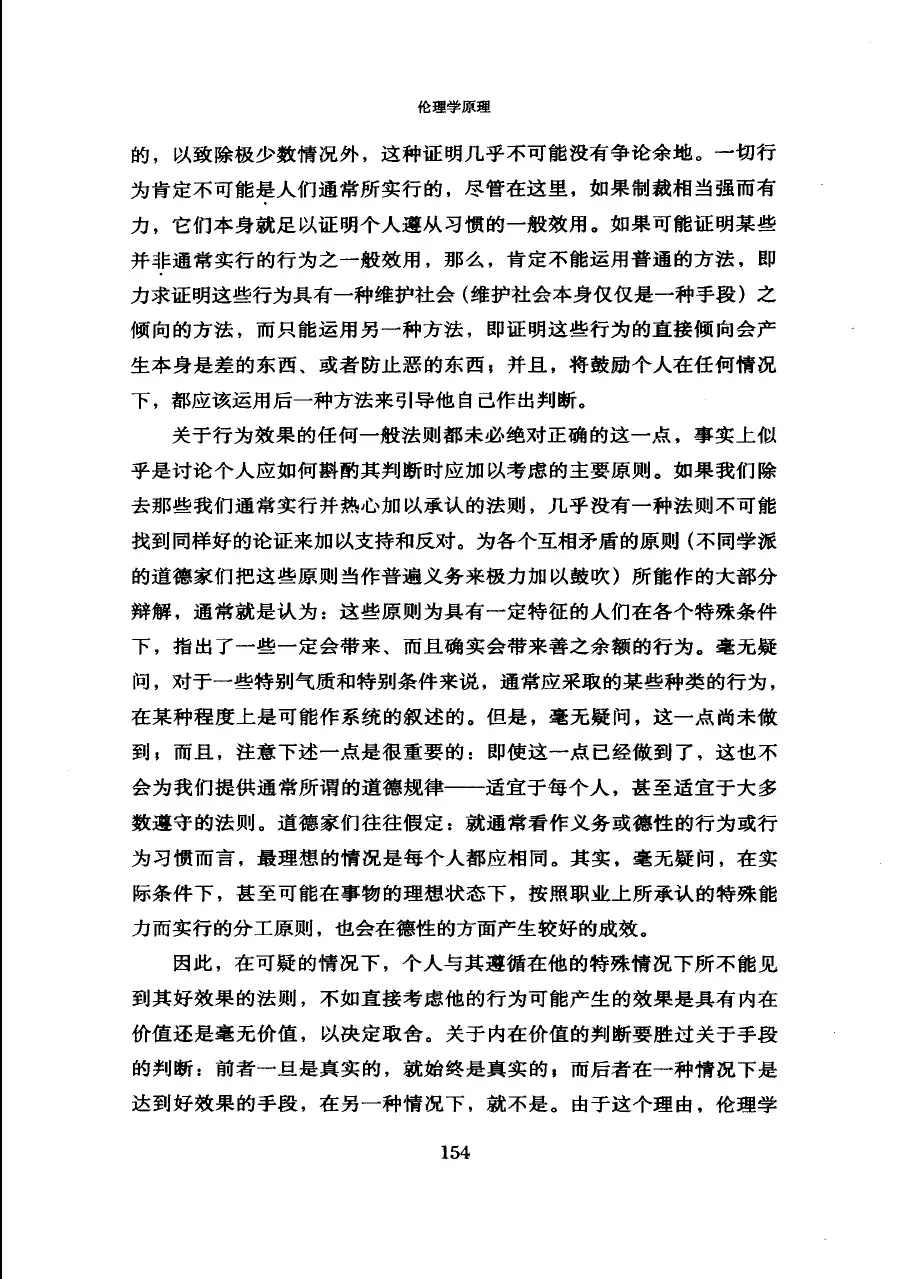 伦理学原理
的，以致除极少数情况外，这种证明几乎不可能没有争论余地。一切行
为肯定不可能是人们通常所实行的，尽管在这里，如果制裁相当强而有
力，它们本身就足以证明个人遵从习惯的一般效用。如果可能证明某些
并非通常实行的行为之一般效用，那么，肯定不能运用普通的方法，即
力求证明这些行为具有一种维护社会（维护社会本身仅仅是一种手段）之
倾向的方法，而只能运用另一种方法，即证明这些行为的直接倾向会产
生本身是差的东西、或者防止恶的东西；并且，将鼓励个人在任何情况
下，都应该运用后一种方法来引导他自己作出判断。
关于行为效果的任何一般法则都未必绝对正确的这一点，事实上似
乎是讨论个人应如何斟酌其判断时应加以考虑的主要原则。如果我们除
去那些我们通常实行并热心加以承认的法则，几乎没有一种法则不可能
找到同样好的论证来加以支持和反对。为各个互相矛盾的原则（不同学派
的道德家们把这些原则当作普遍义务来极力加以鼓吹）所能作的大部分
辩解，通常就是认为：这些原则为具有一定特征的人们在各个特殊条件
下，指出了一些一定会带来、而且确实会带来善之余额的行为。毫无疑
问，对于一些特别气质和特别条件来说，通常应采取的某些种类的行为，
在某种程度上是可能作系统的叙述的。但是，毫无疑问，这一点尚未做
到；而且，注意下述一点是很重要的：即使这一点已经做到了，这也不
会为我们提供通常所谓的道德规律——适宜于每个人，甚至适宜于大多
数遵守的法则。道德家们往往假定：就通常看作义务或德性的行为或行
为习惯而言，最理想的情况是每个人都应相同。其实，毫无疑问，在实
际条件下，甚至可能在事物的理想状态下，按照职业上所承认的特殊能
力而实行的分工原则，也会在德性的方面产生较好的成效。
因此，在可疑的情况下，个人与其遵循在他的特殊情况下所不能见
到其好效果的法则，不如直接考虑他的行为可能产生的效果是具有内在
价值还是毫无价值，以决定取舍。关于内在价值的判断要胜过关于手段
的判断：前者一旦是真实的，就始终是真实的；而后者在一种情况下是
达到好效果的手段，在另一种情况下，就不是。由于这个理由，伦理学
154